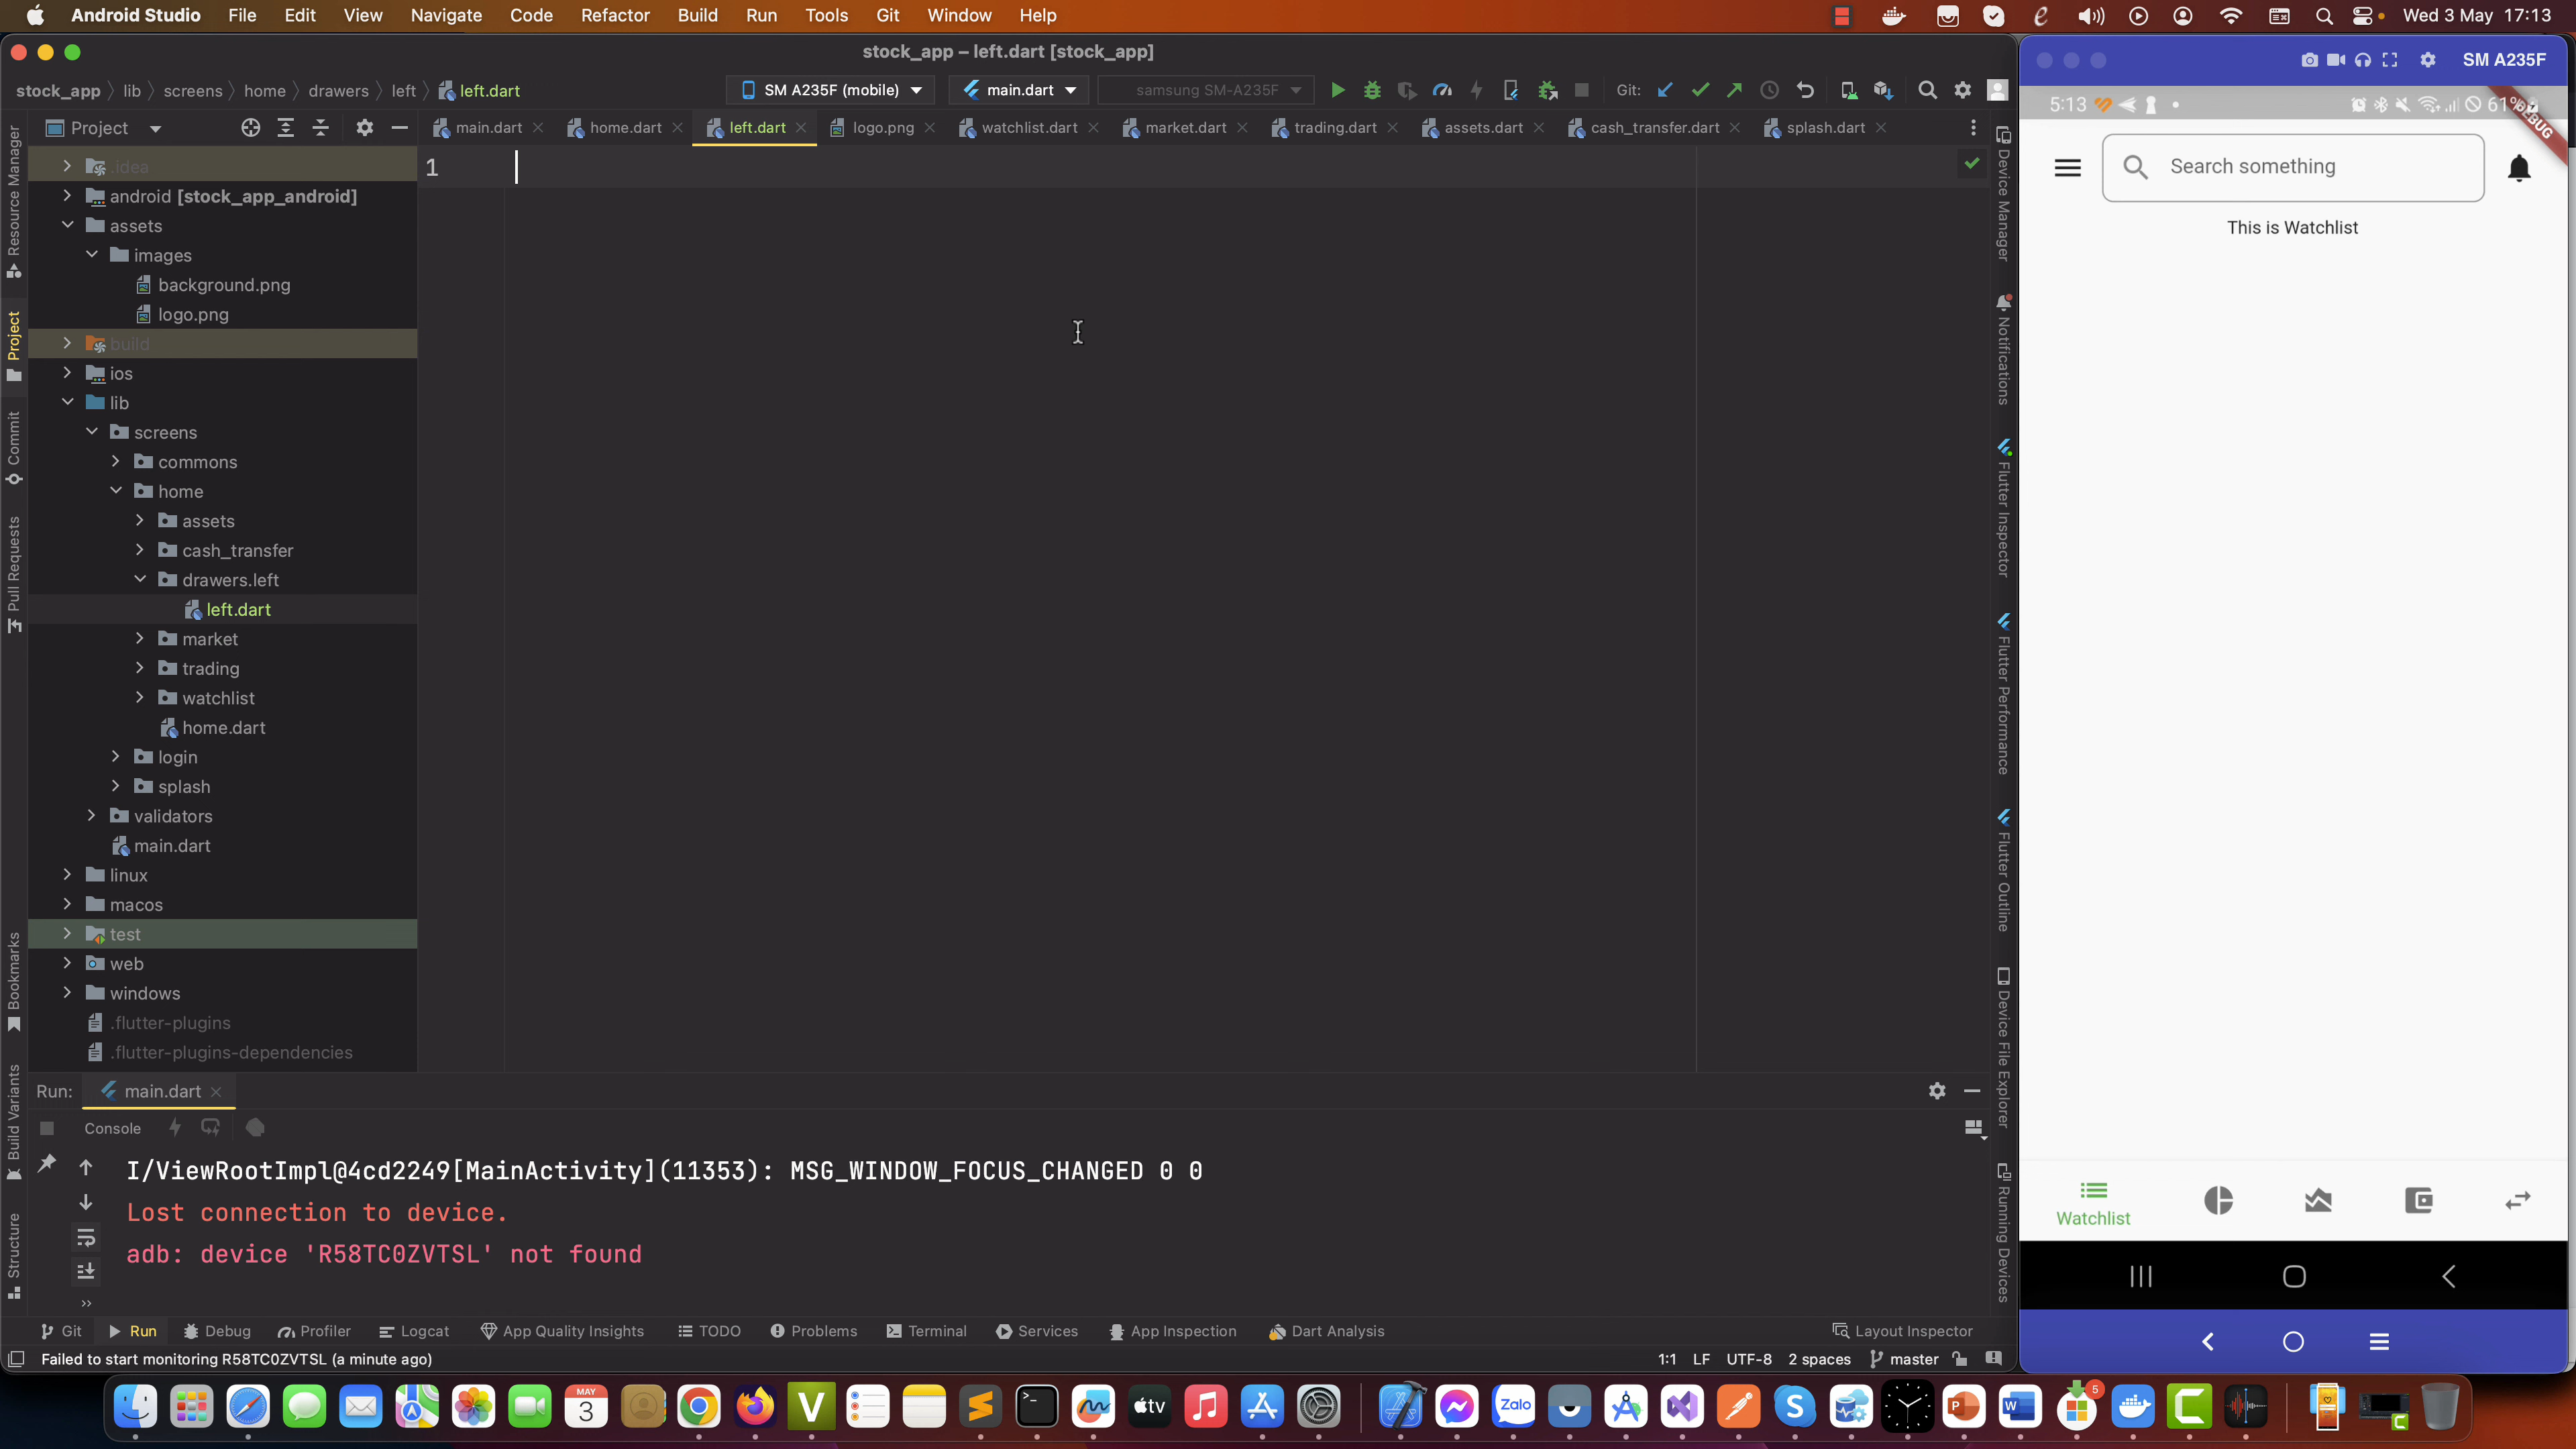 Android Studio File Edit View Navigate Code Refactor Build Run Tools Git Window Help Wed 3 May 17:13
stock_app – left.dart [stock_app]
SM A235F
stock_app lib screens home drawers left left.dart
SM A235F (mobile) main.dart samsung SM-A235F Git:
5:13 61%
DEBUG
Project
main.dart home.dart left.dart logo.png watchlist.dart market.dart trading.dart assets.dart cash_transfer.dart splash.dart
1
.idea
android [stock_app_android]
assets
images
background.png
logo.png
build
ios
lib
screens
commons
home
assets
cash_transfer
drawers.left
left.dart
market
trading
watchlist
home.dart
login
splash
validators
main.dart
linux
macos
test
web
windows
.flutter-plugins
.flutter-plugins-dependencies
Resource Manager
Project
Commit
Pull Requests
Bookmarks
Build Variants
Structure
Device Manager
Notifications
Flutter Inspector
Flutter Performance
Flutter Outline
Device File Explorer
Running Devices
Search something
This is Watchlist
Watchlist
Run: main.dart
Console
I/ViewRootImpl@4cd2249[MainActivity](11353): MSG_WINDOW_FOCUS_CHANGED 0 0
Lost connection to device.
adb: device 'R58TC0ZVTSL' not found
Git Run Debug Profiler Logcat App Quality Insights TODO Problems Terminal Services App Inspection Dart Analysis Layout Inspector
Failed to start monitoring R58TC0ZVTSL (a minute ago)
1:1 LF UTF-8 2 spaces master
MAY
3
tv
Zalo
5